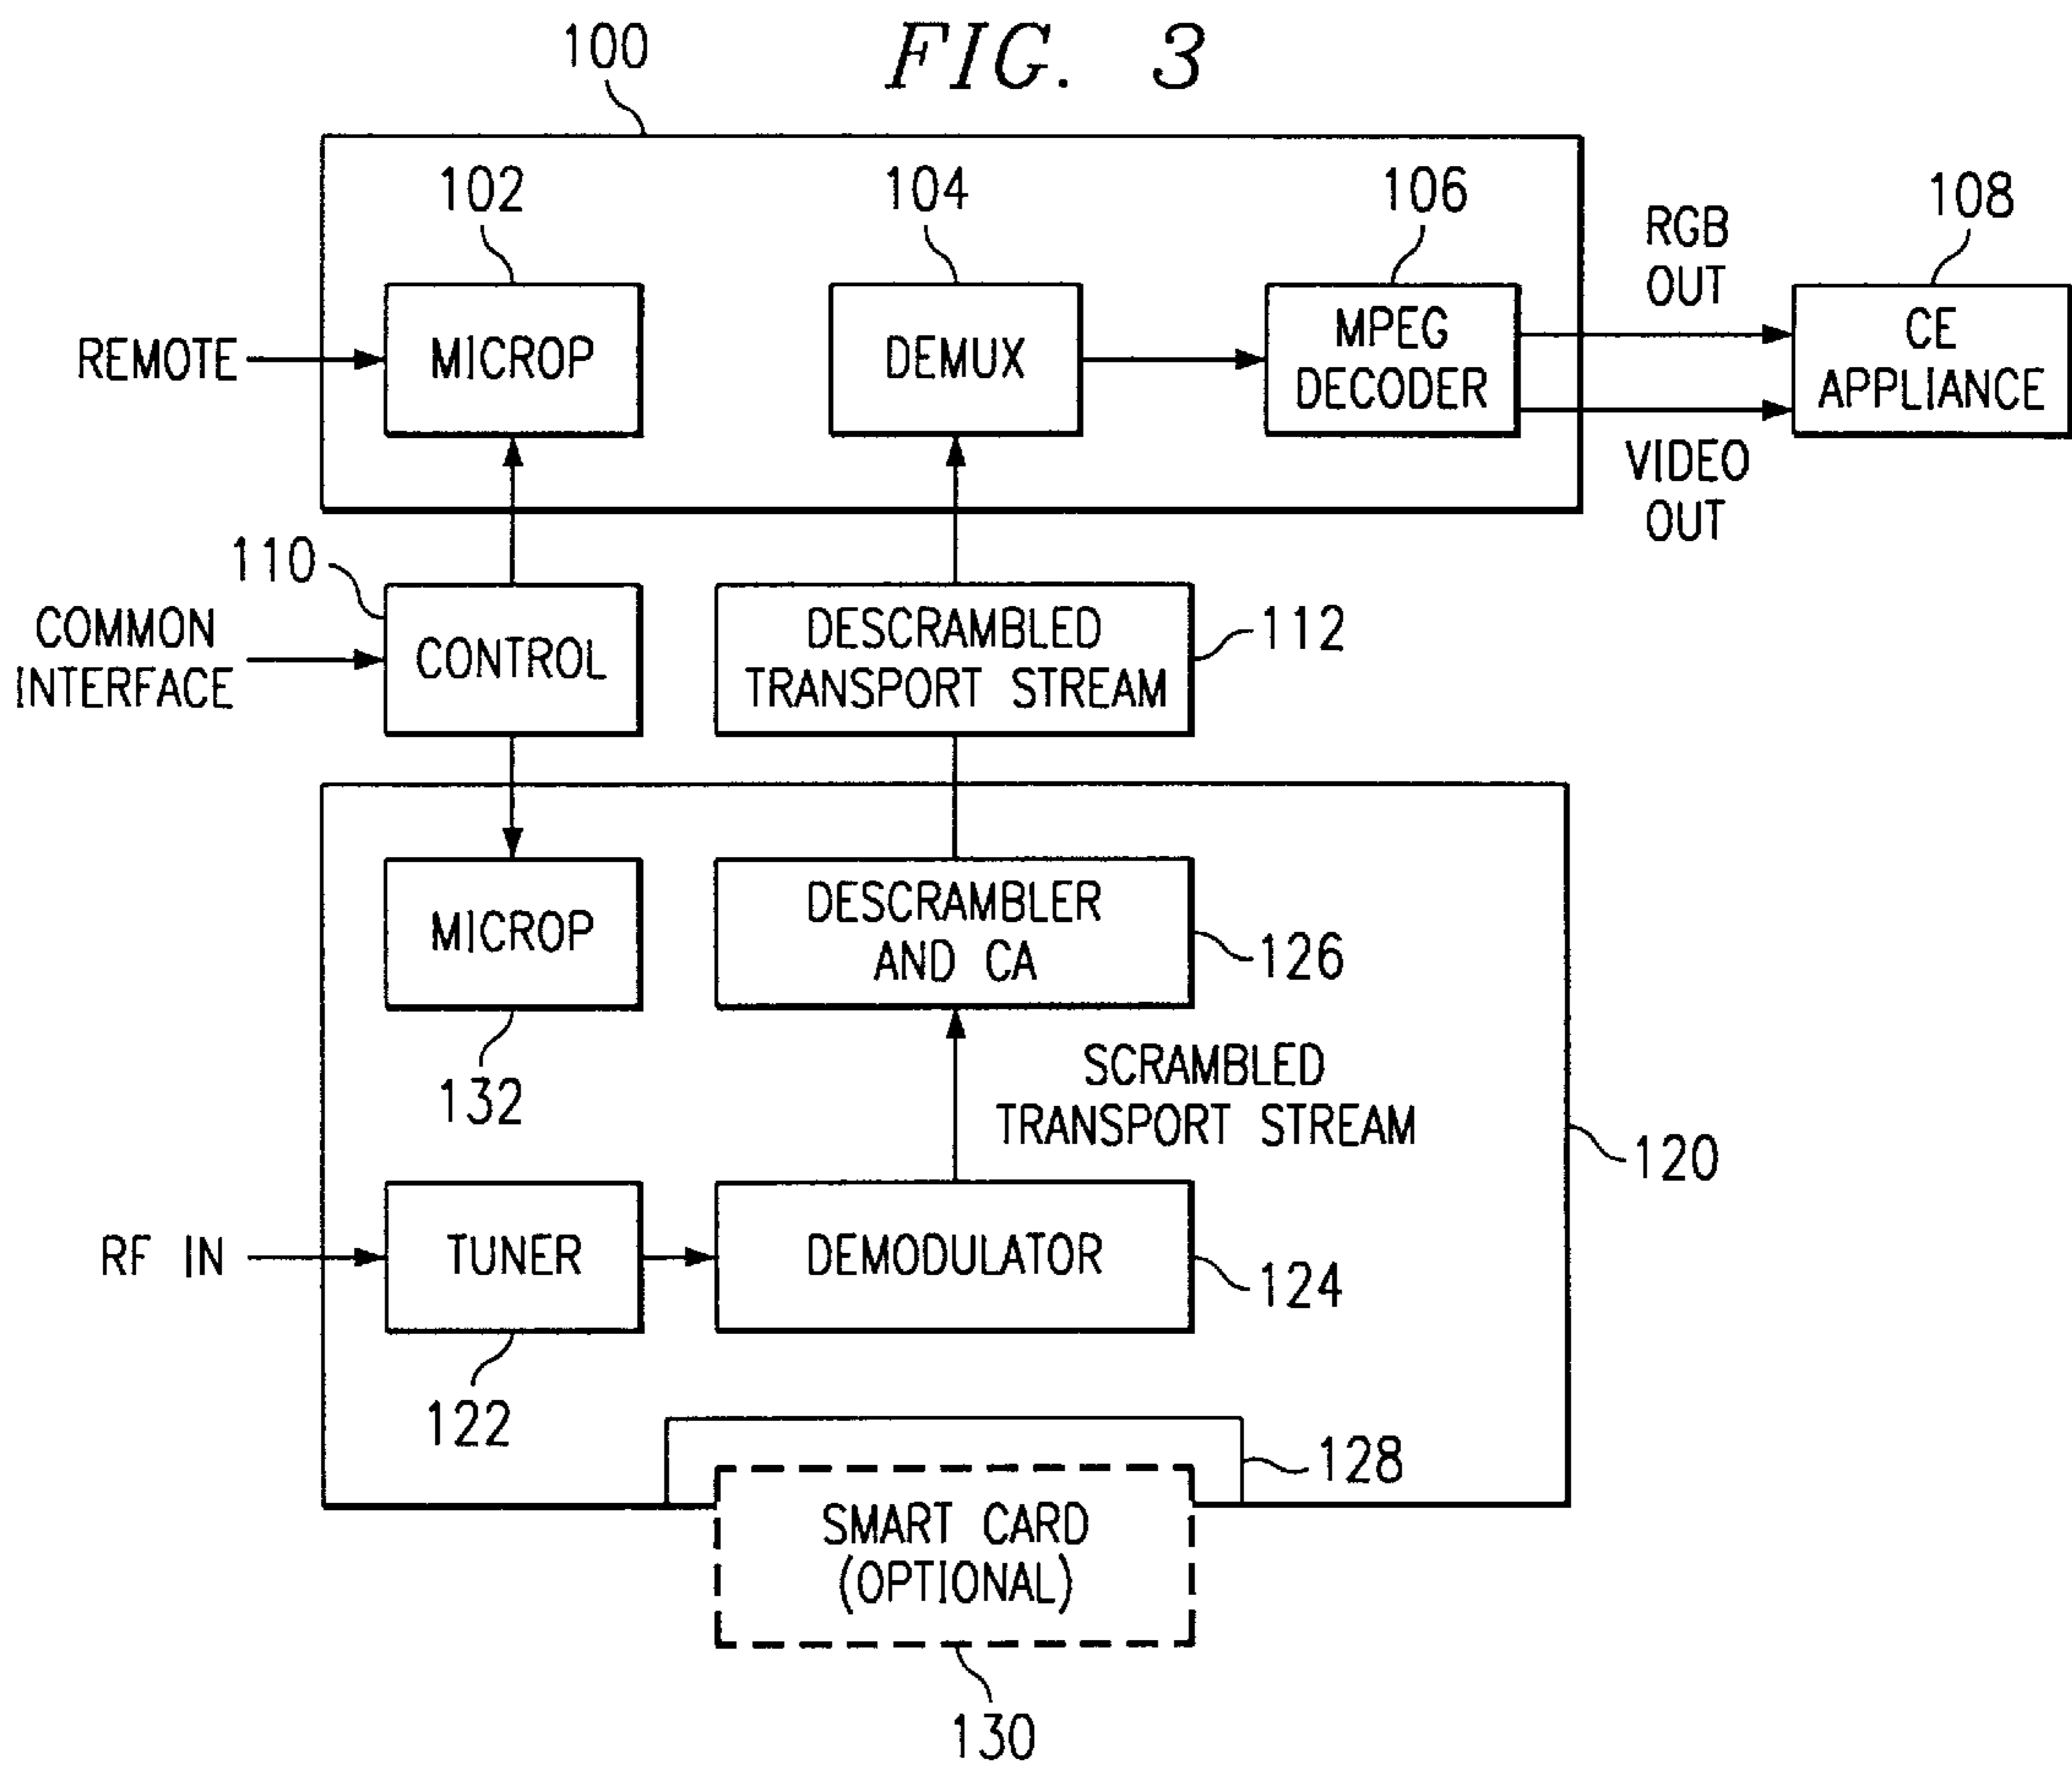 FIG. 3
100
102
104
106
108
RGB
OUT
REMOTE
MICROP
DEMUX
MPEG
DECODER
CE
APPLIANCE
VIDEO
OUT
110
COMMON
INTERFACE
CONTROL
DESCRAMBLED
TRANSPORT STREAM
112
MICROP
132
DESCRAMBLER
AND CA
126
SCRAMBLED
TRANSPORT STREAM
120
RF IN
TUNER
122
DEMODULATOR
124
128
SMART CARD
(OPTIONAL)
130